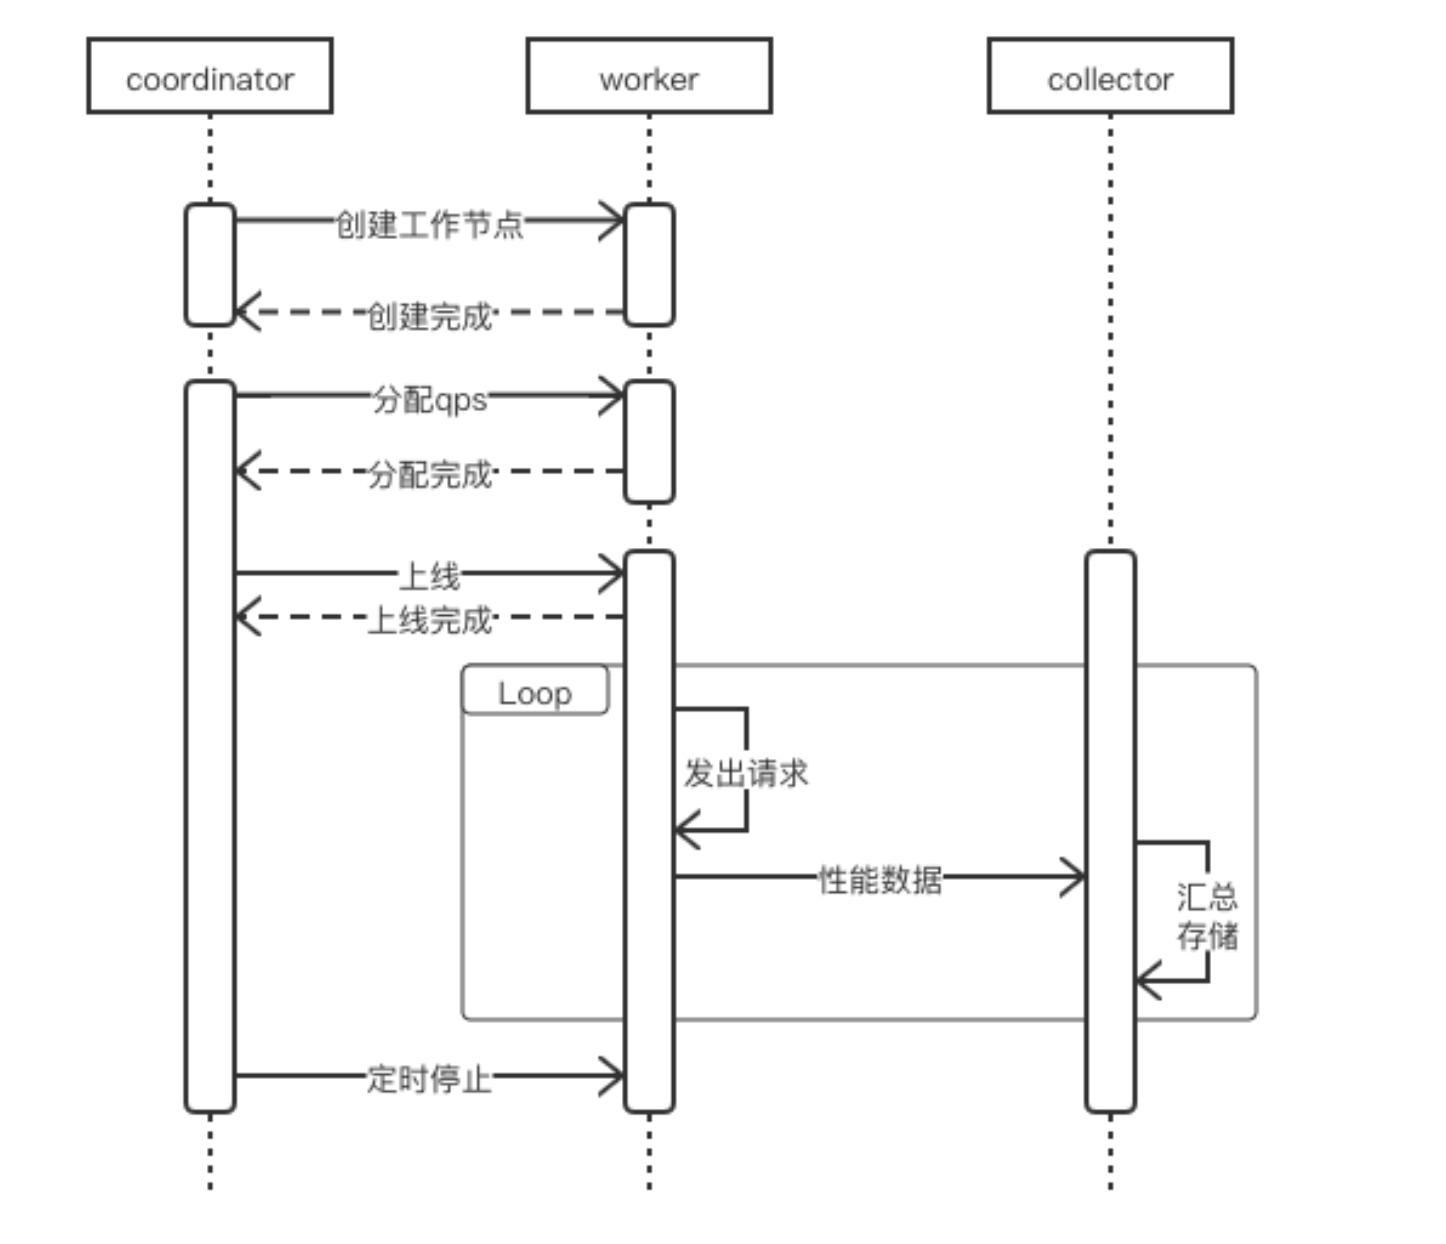 coordinator
worker
collector
创建工作节点
创建完成
分配qps
分配完成
上线
上线完成
Loop
发出请求
性能数据
汇总
存储
定时停止